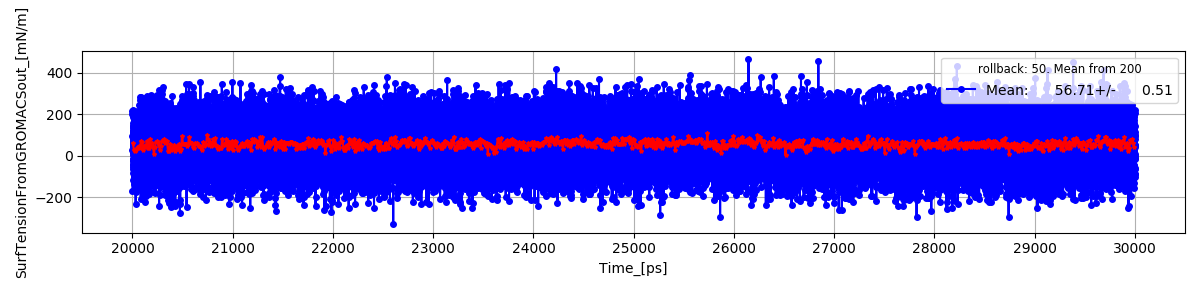 SurfTensionFromGROMACSout_[mN/m]
400
200
0
−200
rollback: 50 Mean from 200
Mean: 56.71+/- 0.51
20000 21000 22000 23000 24000 25000 26000 27000 28000 29000 30000
Time_[ps]